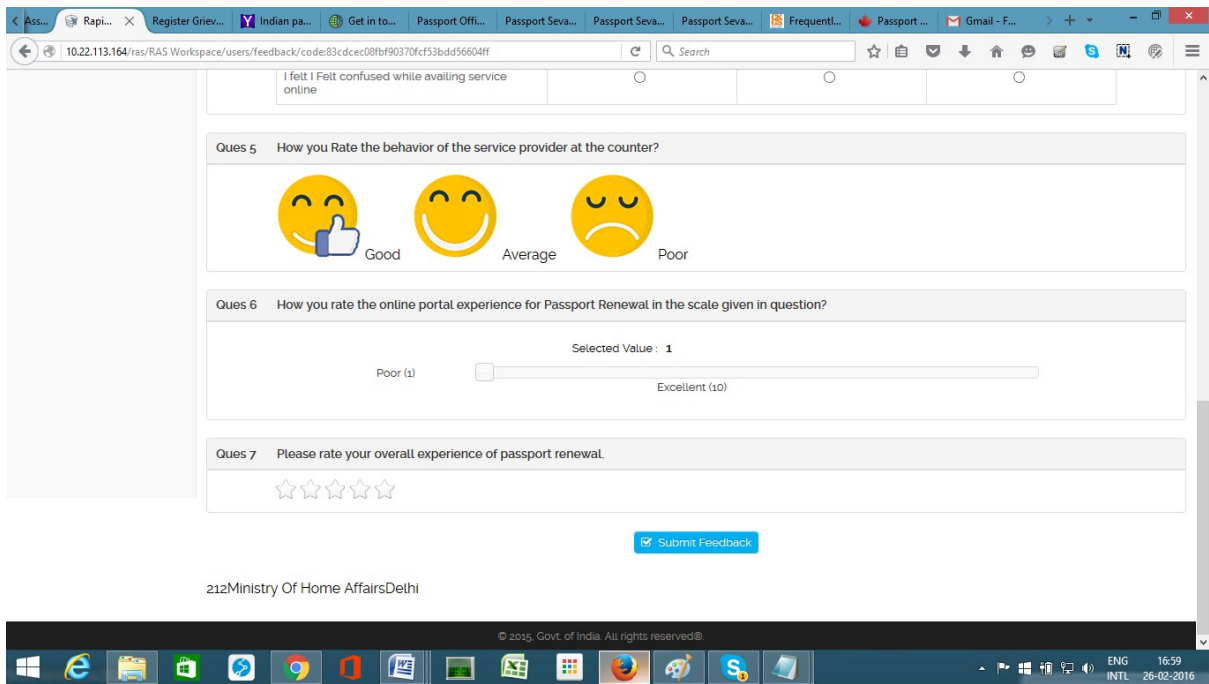 Ass...
Rapi...
Register Griev...
Indian pa...
Get in to...
Passport Offi...
Passport Seva...
Passport Seva...
Passport Seva...
Frequentl...
Passport ...
Gmail - F...
10.22.113.164/ras/RAS Workspace/users/feedback/code:83cdcec08fbf90370fcf53bdd56604ff
Search
I felt I Felt confused while availing service
online
Ques 5 How you Rate the behavior of the service provider at the counter?
Good Average Poor
Ques 6 How you rate the online portal experience for Passport Renewal in the scale given in question?
Selected Value : 1
Poor (1)
Excellent (10)
Ques 7 Please rate your overall experience of passport renewal.
Submit Feedback
212Ministry Of Home AffairsDelhi
© 2015, Govt. of India. All rights reserved®.
ENG 16:59
INTL 26-02-2016